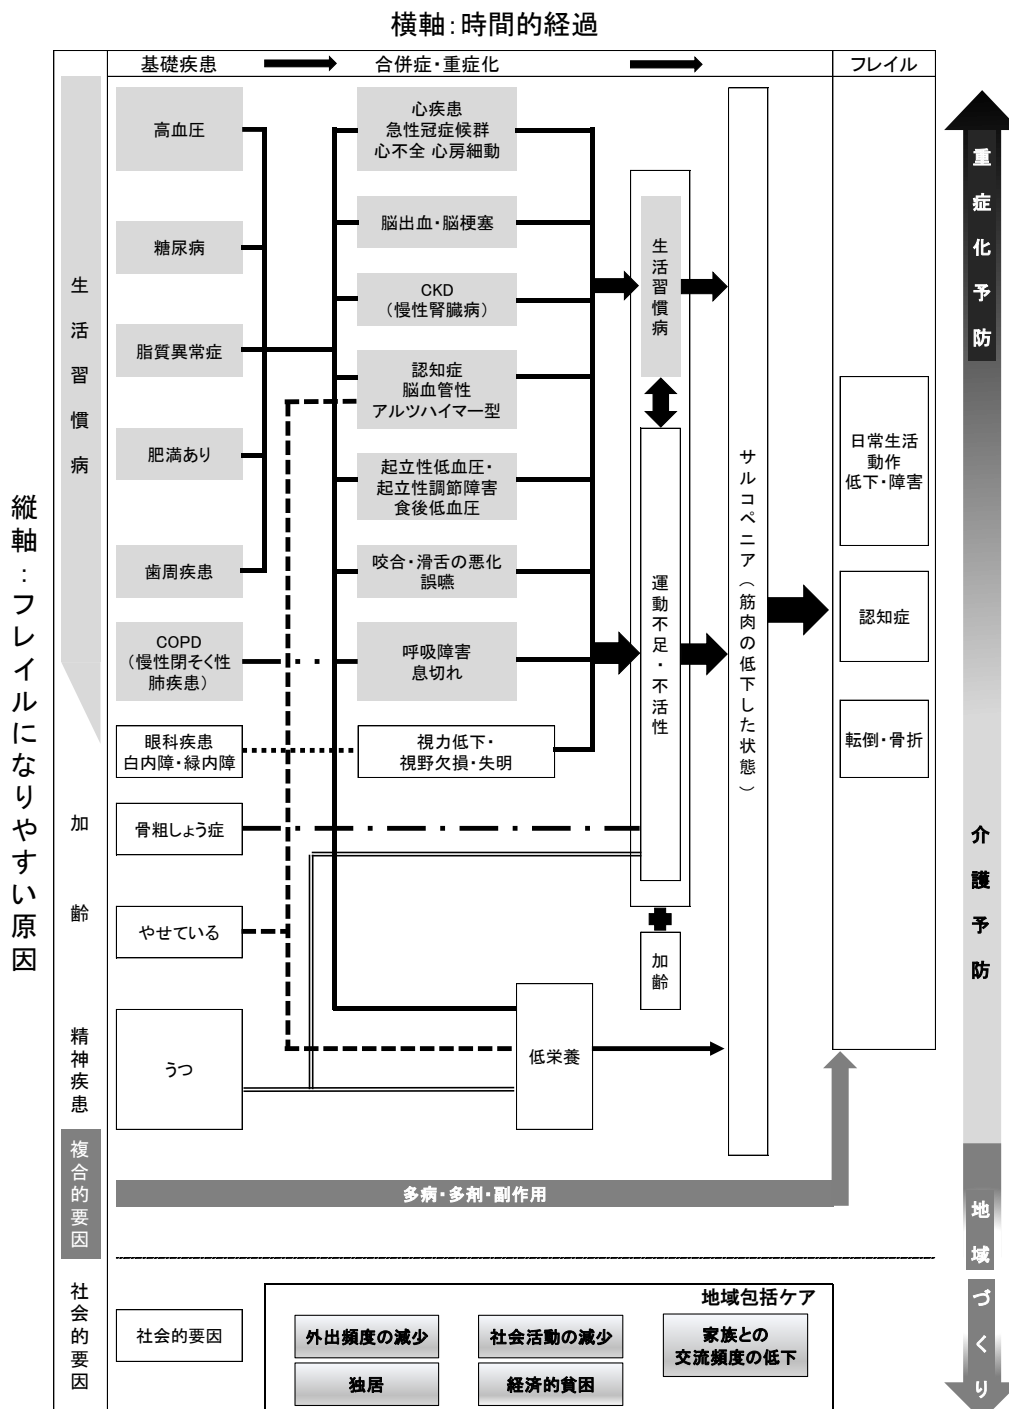 横軸：時間的経過
基礎疾患
合併症・重症化
フレイル
縦軸：フレイルになりやすい原因
生活習慣病
加齢
精神疾患
複合的要因
社会的要因
高血圧
糖尿病
脂質異常症
肥満あり
歯周疾患
COPD
（慢性閉そく性
肺疾患）
眼科疾患
白内障・緑内障
骨粗しょう症
やせている
うつ
心疾患
急性冠症候群
心不全 心房細動
脳出血・脳梗塞
CKD
（慢性腎臓病）
認知症
脳血管性
アルツハイマー型
起立性低血圧・
起立性調節障害
食後低血圧
咬合・滑舌の悪化
誤嚥
呼吸障害
息切れ
視力低下・
視野欠損・失明
低栄養
生活習慣病
運動不足・不活性
加齢
サルコペニア（筋肉の低下した状態）
日常生活
動作
低下・障害
認知症
転倒・骨折
多病・多剤・副作用
社会的要因
地域包括ケア
外出頻度の減少
社会活動の減少
家族との
交流頻度の低下
独居
経済的貧困
重症化予防
介護予防
地域づくり